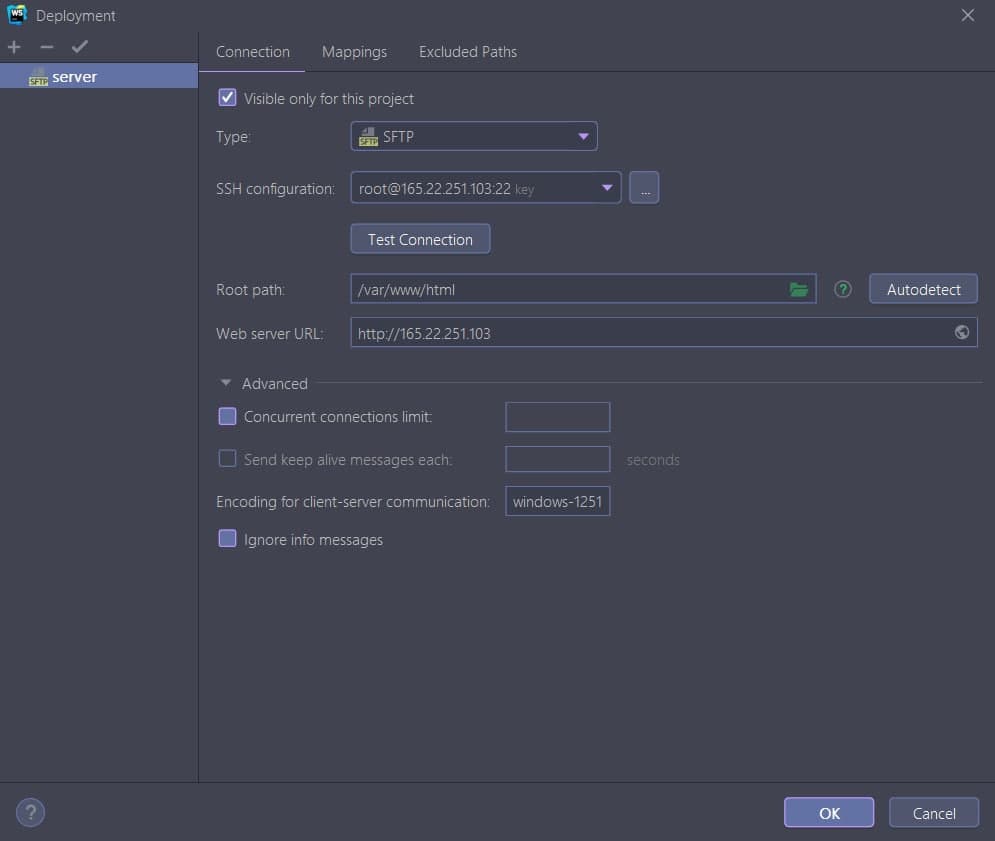 WS Deployment
SFTP server
Connection Mappings Excluded Paths
Visible only for this project
Type: SFTP SFTP
SSH configuration: root@165.22.251.103:22 key ...
Test Connection
Root path: /var/www/html ? Autodetect
Web server URL: http://165.22.251.103
Advanced
Concurrent connections limit:
Send keep alive messages each: seconds
Encoding for client-server communication: windows-1251
Ignore info messages
? OK Cancel